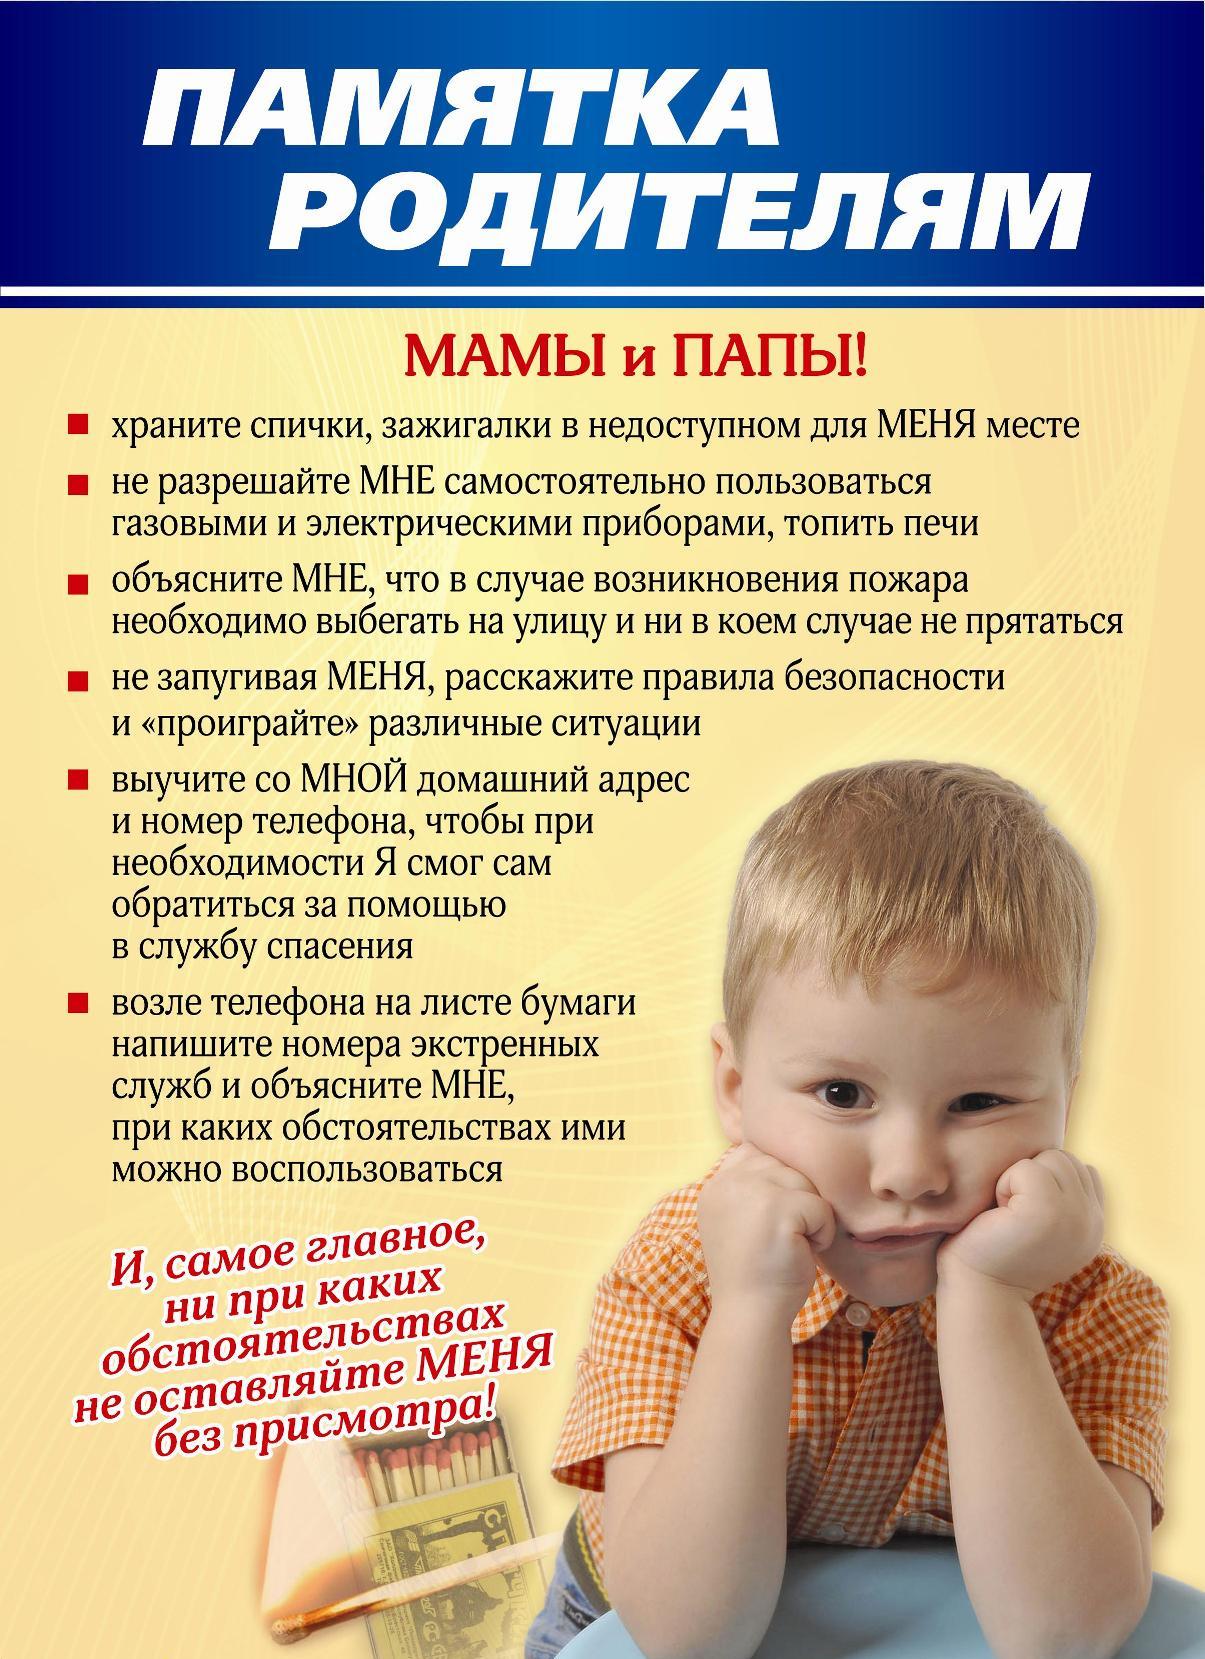 ПАМЯТКА
РОДИТЕЛЯМ
МАМЫ и ПАПЫ!
храните спички, зажигалки в недоступном для МЕНЯ месте
не разрешайте МНЕ самостоятельно пользоваться
газовыми и электрическими приборами, топить печи
объясните МНЕ, что в случае возникновения пожара
необходимо выбегать на улицу и ни в коем случае не прятаться
не запугивая МЕНЯ, расскажите правила безопасности
и «проиграйте» различные ситуации
выучите со МНОЙ домашний адрес
и номер телефона, чтобы при
необходимости Я смог сам
обратиться за помощью
в службу спасения
возле телефона на листе бумаги
напишите номера экстренных
служб и объясните МНЕ,
при каких обстоятельствах ими
можно воспользоваться
И, самое главное,
ни при каких
обстоятельствах
не оставляйте МЕНЯ
без присмотра!